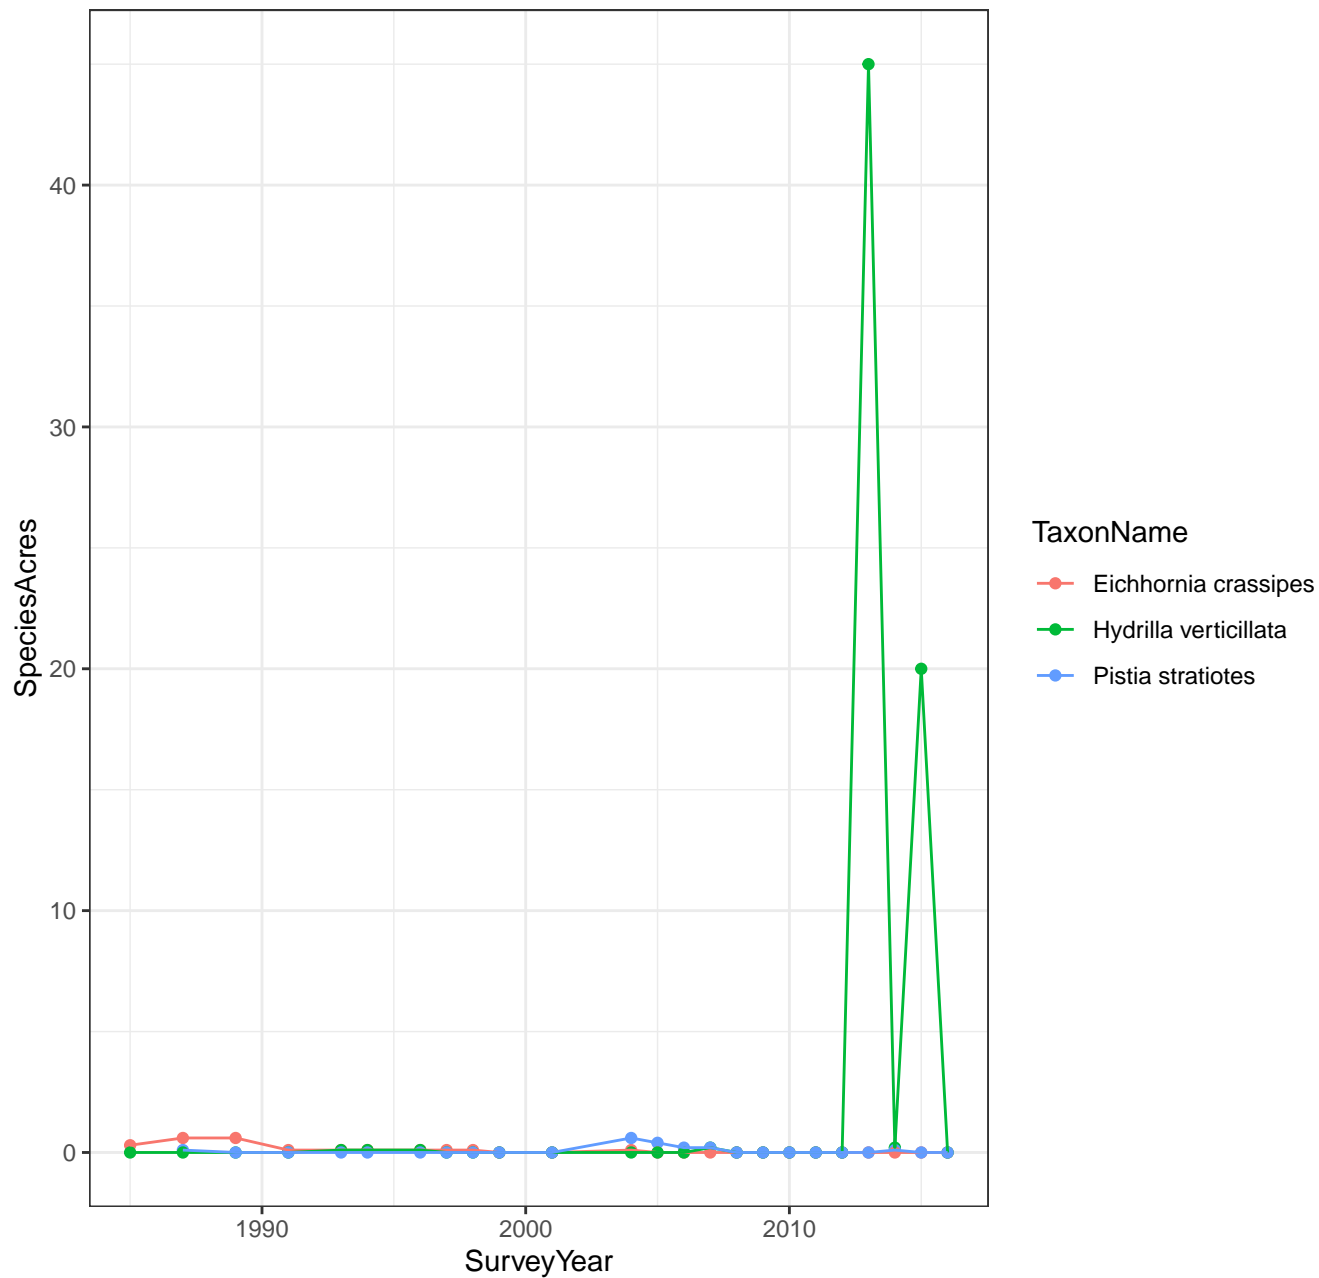 40
30
20
10
0
SpeciesAcres
1990
2000
2010
SurveyYear
TaxonName
Eichhornia crassipes
Hydrilla verticillata
Pistia stratiotes